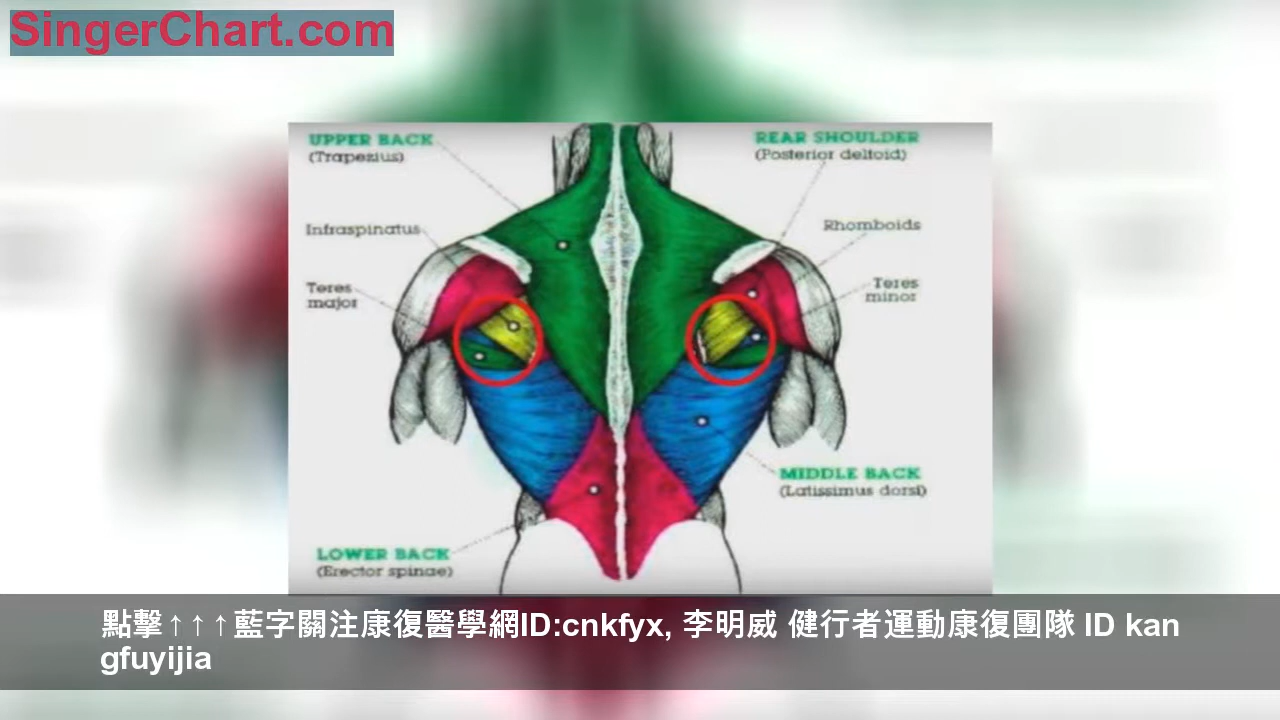 SingerChart.com
UPPER BACK
(Trapezius)
REAR SHOULDER
(Posterior deltoid)
Infraspinatus
Rhomboids
Teres
major
Teres
minor
MIDDLE BACK
(Latissimus dorsi)
LOWER BACK
(Erector spinae)
點擊↑↑↑藍字關注康復醫學網ID:cnkfyx, 李明威 健行者運動康復團隊 ID kan
gfuyijia